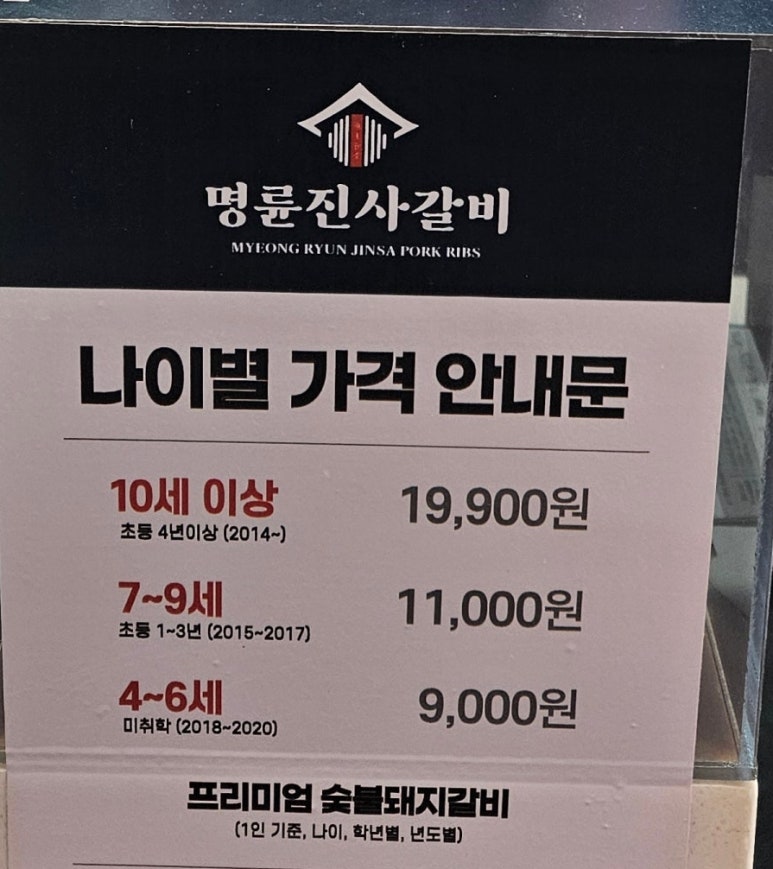 명륜진사갈비
MYEONG RYUN JINSA PORK RIBS
나이별 가격 안내문
10세 이상 19,900원
초등 4년이상 (2014~)
7~9세 11,000원
초등 1~3년 (2015~2017)
4~6세 9,000원
미취학 (2018~2020)
프리미엄 숯불돼지갈비
(1인 기준, 나이, 학년별, 년도별)